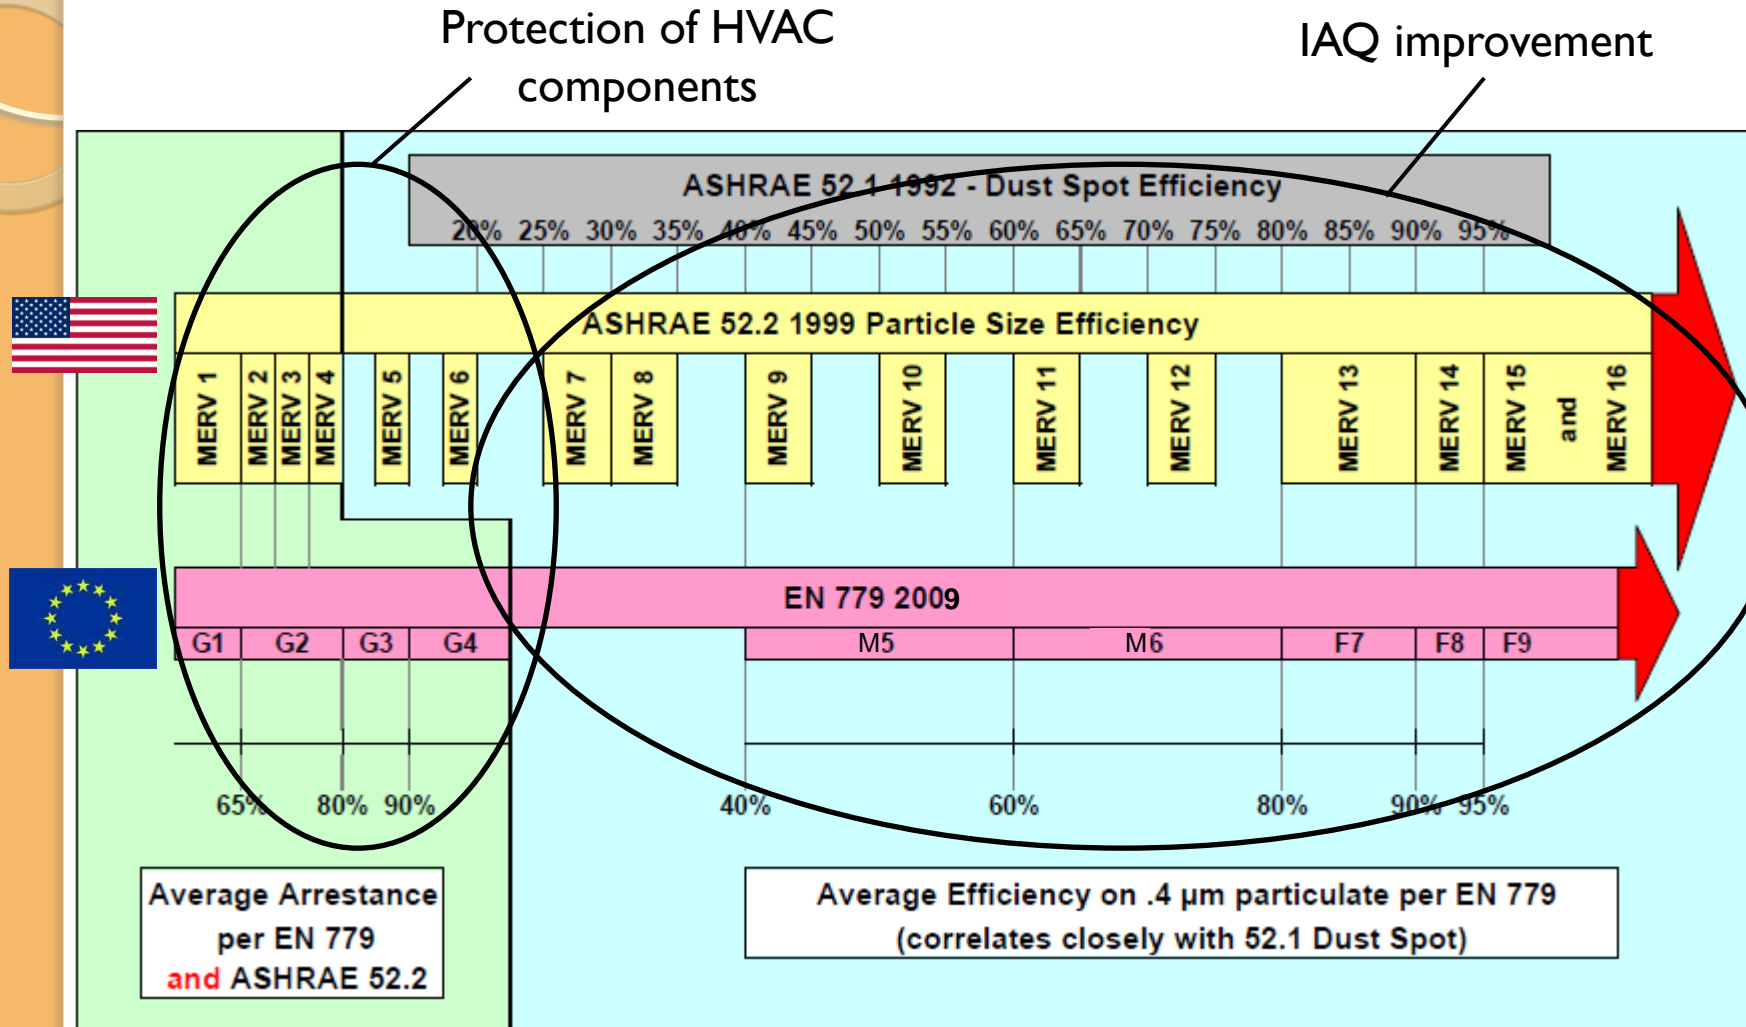 Protection of HVAC
components
IAQ improvement
ASHRAE 52.1 1992 - Dust Spot Efficiency
20% 25% 30% 35% 40% 45% 50% 55% 60% 65% 70% 75% 80% 85% 90% 95%
ASHRAE 52.2 1999 Particle Size Efficiency
MERV 1
MERV 2
MERV 3
MERV 4
MERV 5
MERV 6
MERV 7
MERV 8
MERV 9
MERV 10
MERV 11
MERV 12
MERV 13
MERV 14
MERV 15
and
MERV 16
EN 779 2009
G1 G2 G3 G4 M5 M6 F7 F8 F9
65% 80% 90% 40% 60% 80% 90% 95%
Average Arrestance
per EN 779
and ASHRAE 52.2
Average Efficiency on .4 µm particulate per EN 779
(correlates closely with 52.1 Dust Spot)